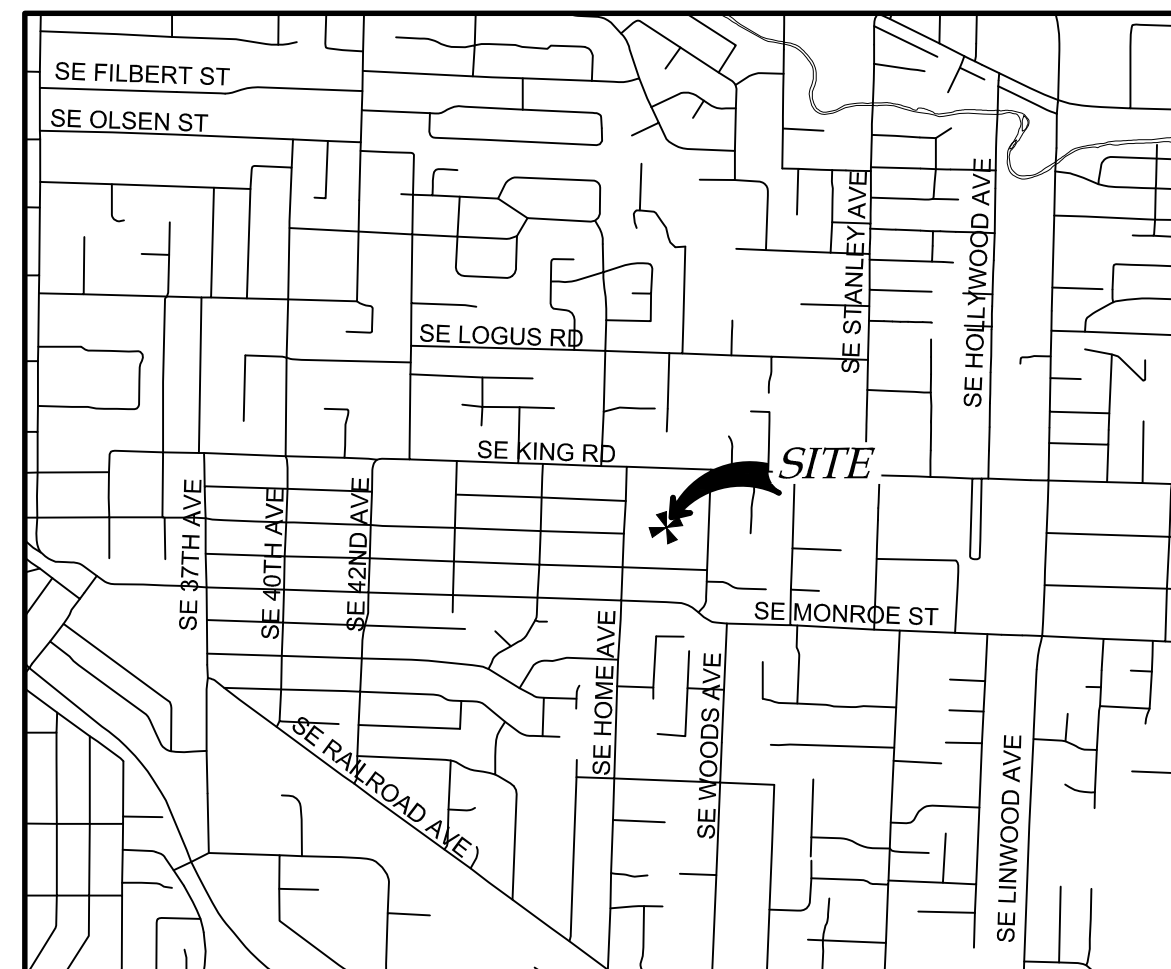 SE FILBERT ST
SE OLSEN ST
SE STANLEY AVE
SE HOLLYWOOD AVE
SE LOGUS RD
SE KING RD
SITE
SE 37TH AVE
SE 40TH AVE
SE 42ND AVE
SE MONROE ST
SE HOME AVE
SE WOODS AVE
SE RAILROAD AVE
SE LINWOOD AVE